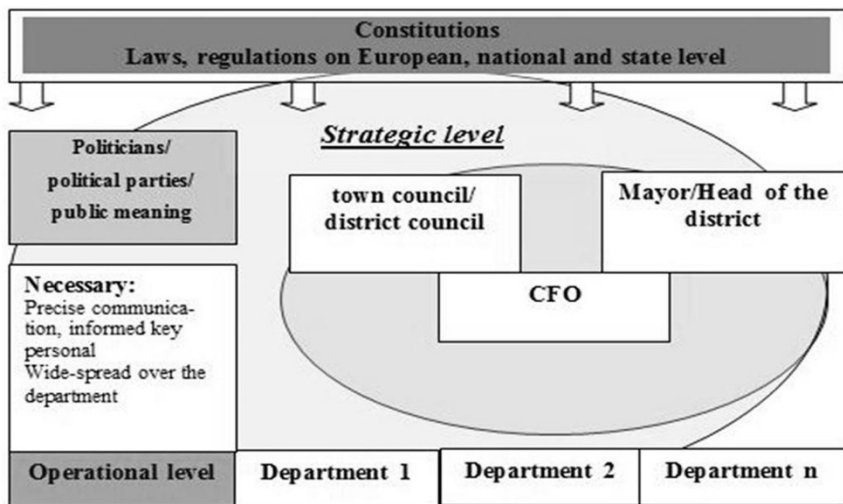 Constitutions
Laws, regulations on European, national and state level
Strategic level
Politicians/
political parties/
public meaning
town council/
district council
Mayor/Head of the
district
CFO
Necessary:
Precise communica-
tion, informed key
personal
Wide-spread over the
department
Operational level
Department 1
Department 2
Department n